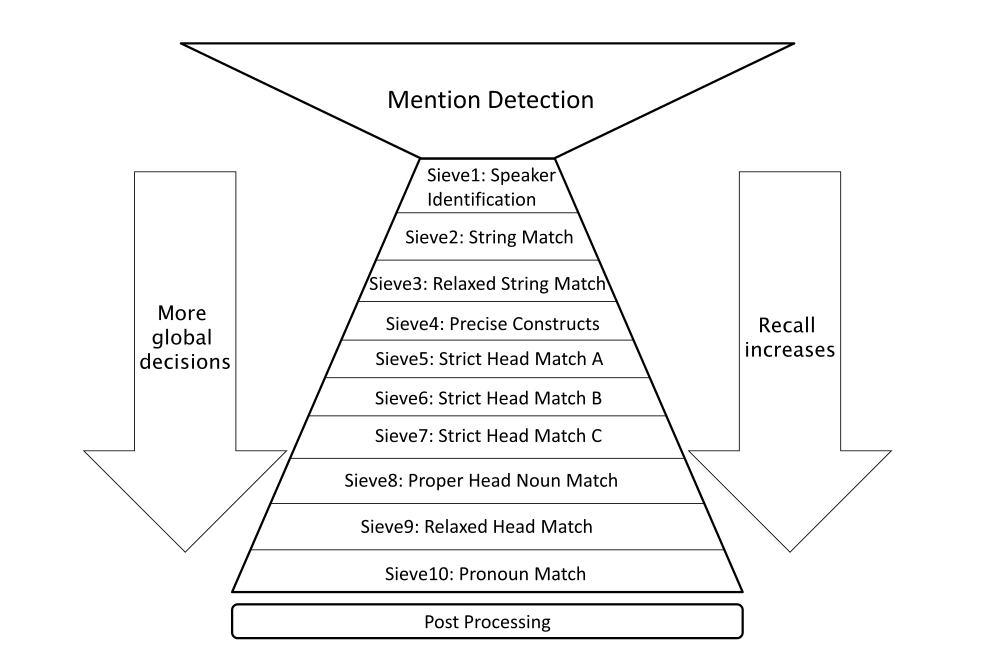 Mention Detection
Sieve1: Speaker
Identification
Sieve2: String Match
Sieve3: Relaxed String Match
Sieve4: Precise Constructs
Sieve5: Strict Head Match A
Sieve6: Strict Head Match B
Sieve7: Strict Head Match C
Sieve8: Proper Head Noun Match
Sieve9: Relaxed Head Match
Sieve10: Pronoun Match
Post Processing
More
global
decisions
Recall
increases